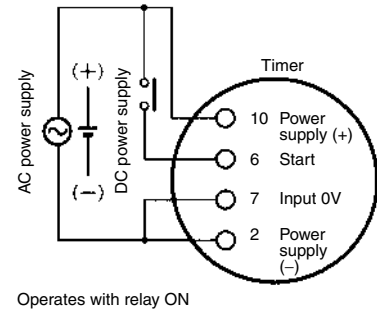 Timer
AC power supply
(+)
(−)
DC power supply
10 Power
supply (+)
6 Start
7 Input 0V
2 Power
supply
(−)
Operates with relay ON